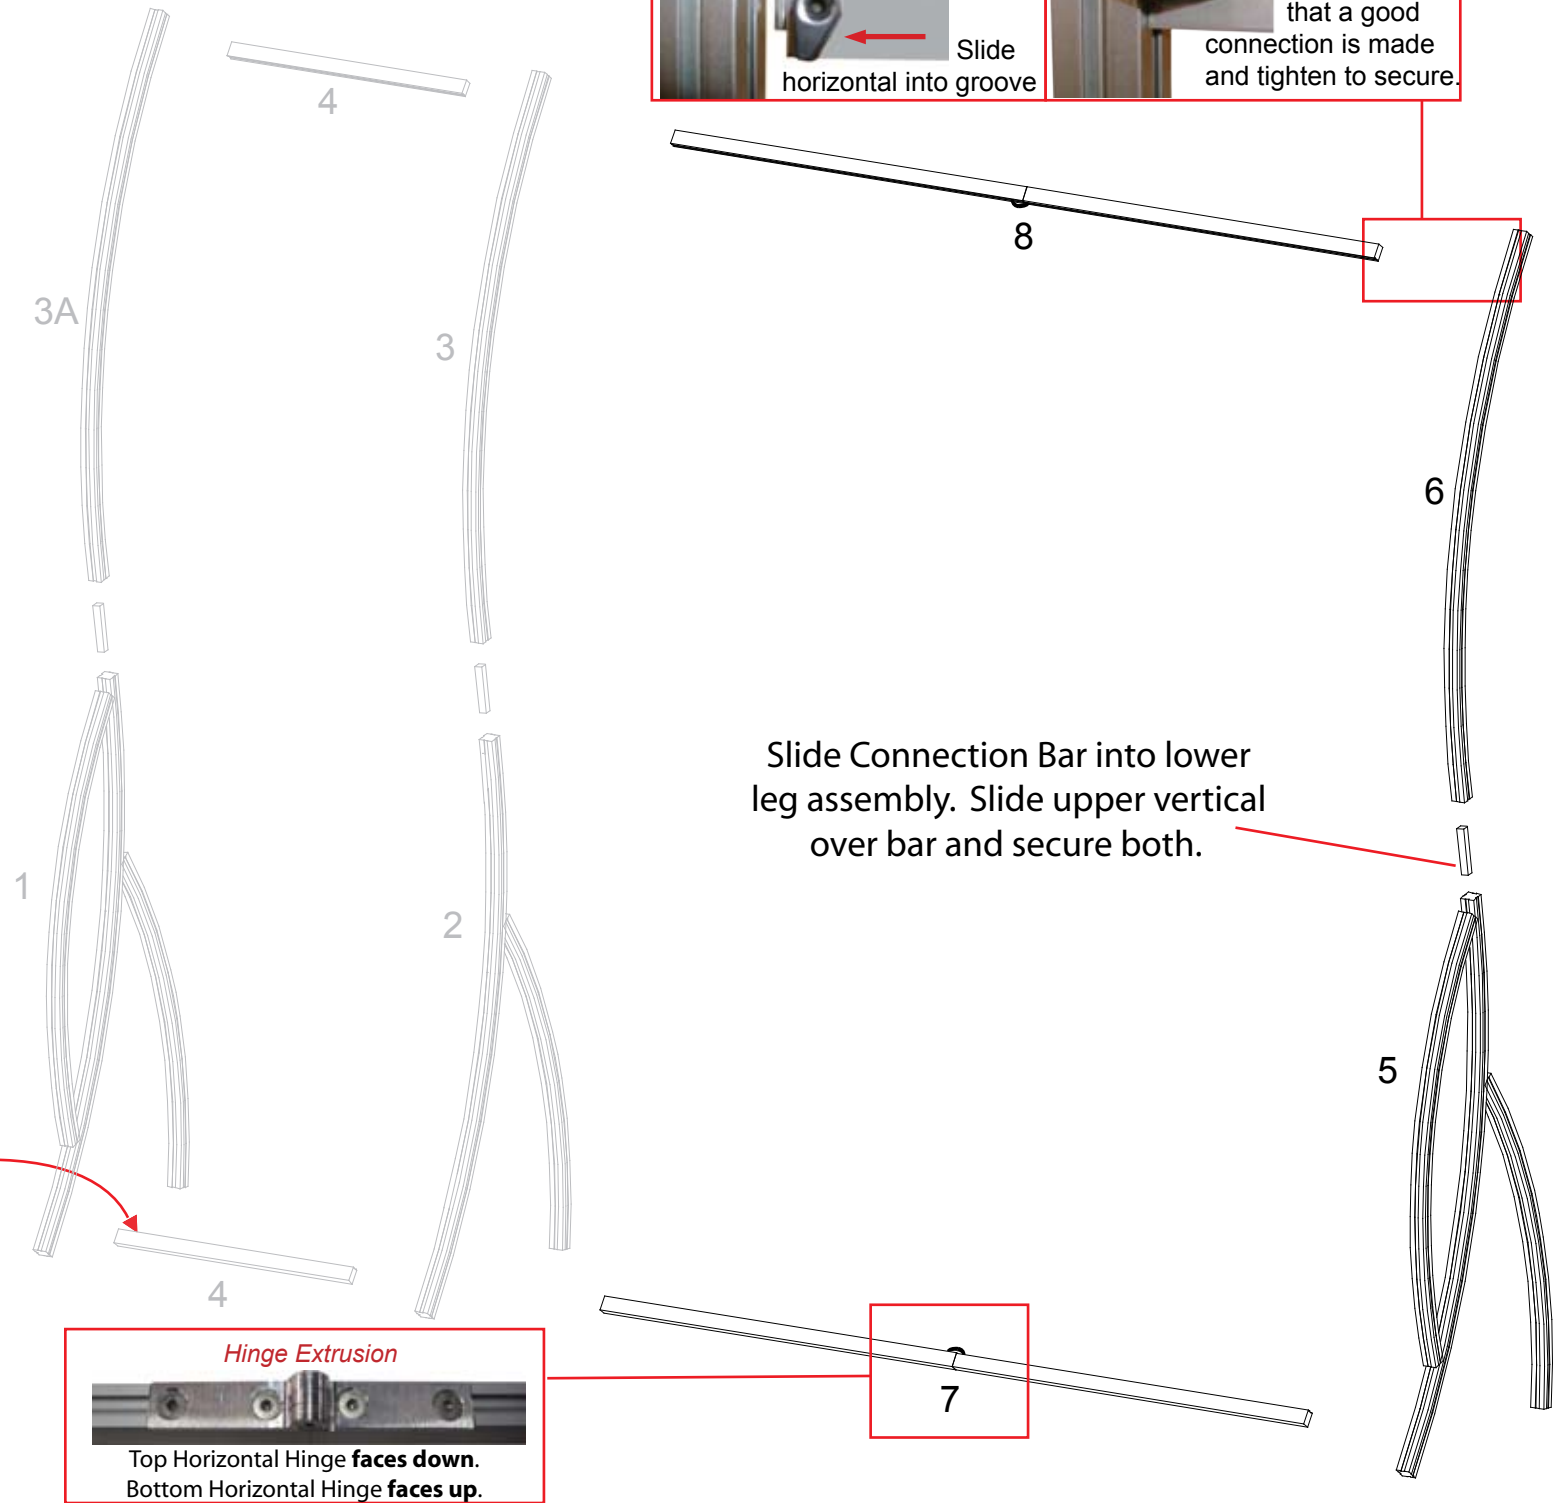 Slide
horizontal into groove
that a good
connection is made
and tighten to secure.
4
8
3A
3
6
Slide Connection Bar into lower
leg assembly. Slide upper vertical
over bar and secure both.
1
2
5
4
7
Hinge Extrusion
Top Horizontal Hinge faces down.
Bottom Horizontal Hinge faces up.